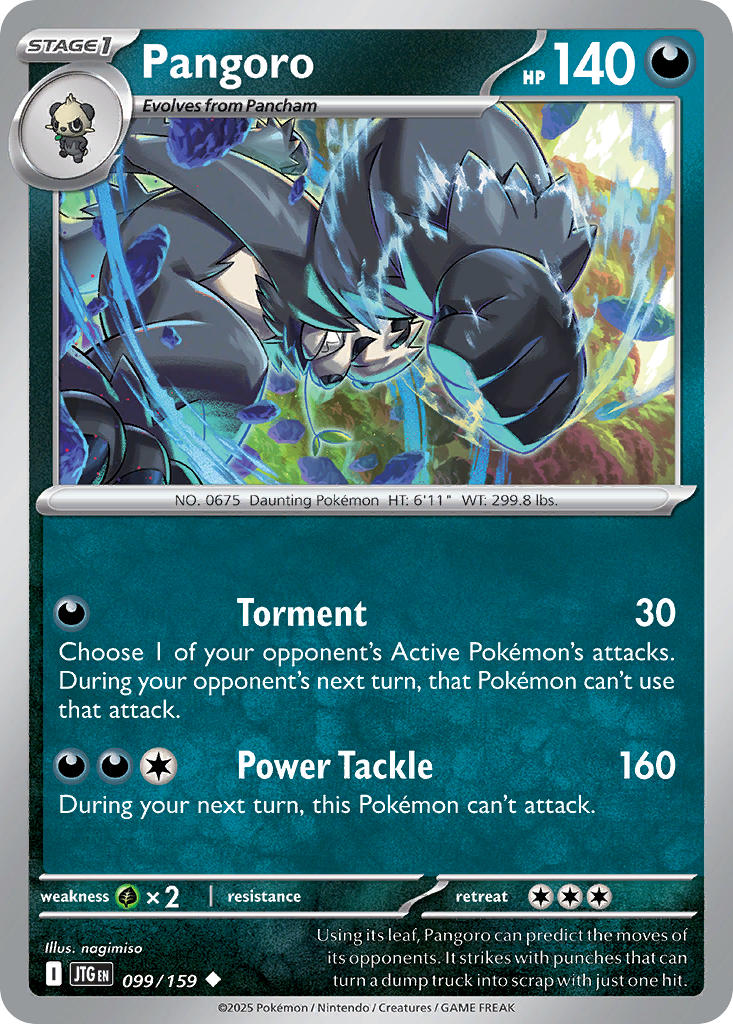 STAGE 1
Pangoro
HP 140
Evolves from Pancham
NO. 0675 Daunting Pokémon HT: 6'11" WT: 299.8 lbs.
Torment 30
Choose 1 of your opponent's Active Pokémon's attacks.
During your opponent's next turn, that Pokémon can't use
that attack.
Power Tackle 160
During your next turn, this Pokémon can't attack.
weakness ×2 resistance retreat
Illus. nagimiso
Using its leaf, Pangoro can predict the moves of
its opponents. It strikes with punches that can
turn a dump truck into scrap with just one hit.
I JTG EN 099/159
©2025 Pokémon / Nintendo / Creatures / GAME FREAK